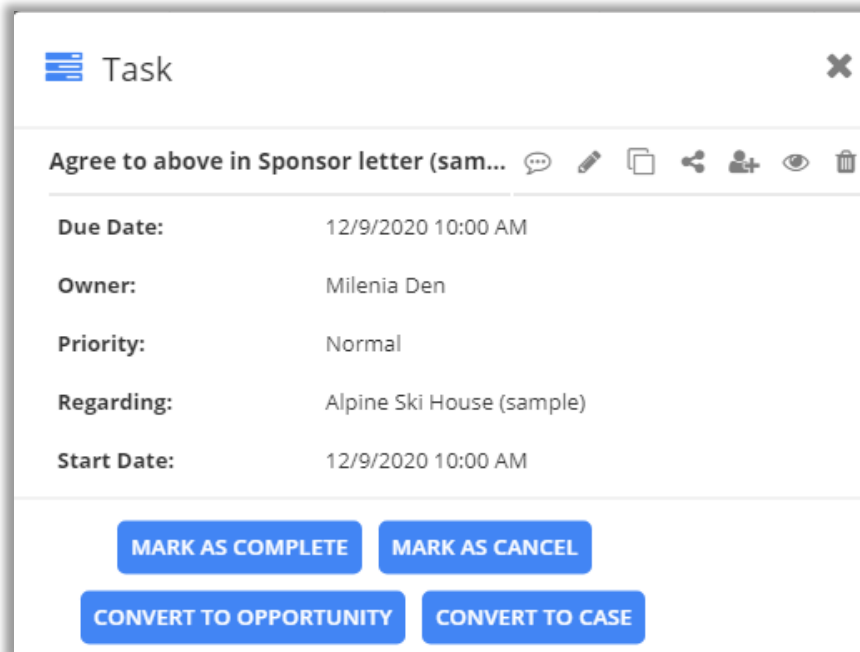 Task
Agree to above in Sponsor letter (sam...
Due Date: 12/9/2020 10:00 AM
Owner: Milenia Den
Priority: Normal
Regarding: Alpine Ski House (sample)
Start Date: 12/9/2020 10:00 AM
MARK AS COMPLETE MARK AS CANCEL
CONVERT TO OPPORTUNITY CONVERT TO CASE